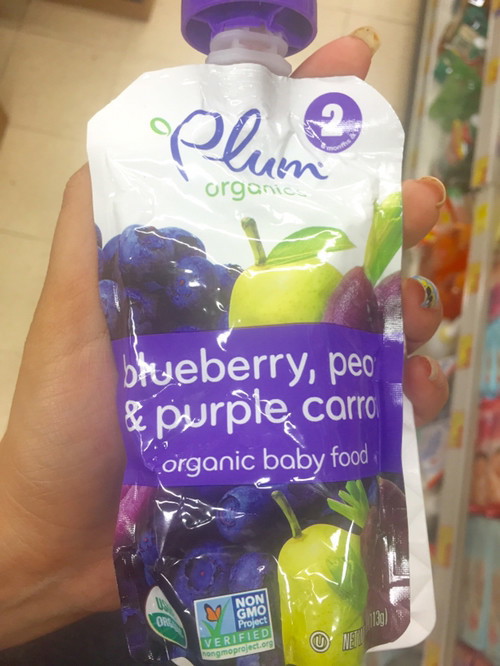 2
Plum
organics
blueberry, pea
& purple carro
organic baby food
NON
GMO
Project
VERIFIED
nongmoproject.org
U